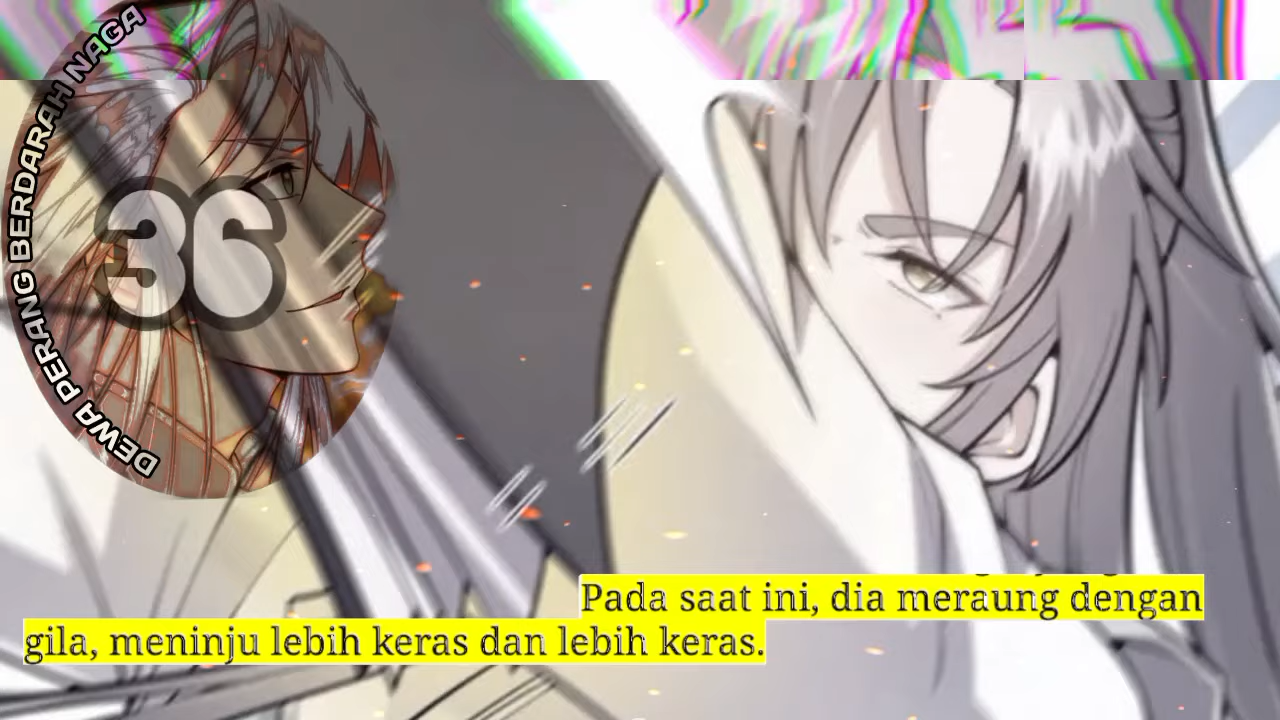 DEWA PERANG BERDARAH NAGA
36
Pada saat ini, dia meraung dengan
gila, meninju lebih keras dan lebih keras.